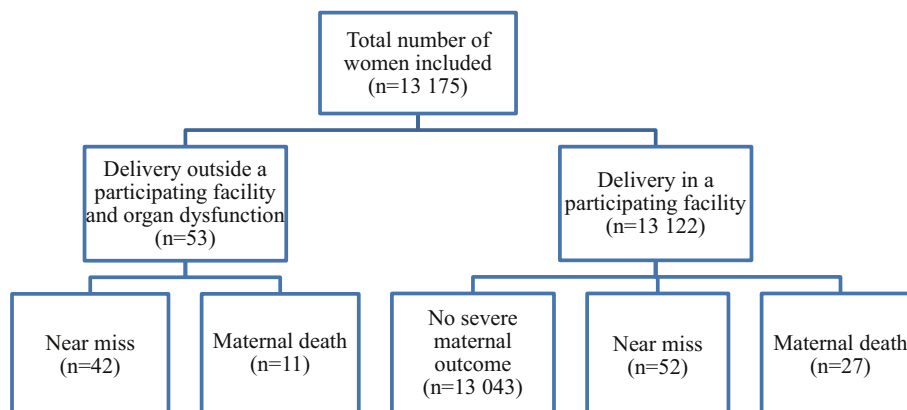 Total number of
women included
(n=13 175)
Delivery outside a
participating facility
and organ dysfunction
(n=53)
Delivery in a
participating facility
(n=13 122)
Near miss
(n=42)
Maternal death
(n=11)
No severe
maternal
outcome
(n=13 043)
Near miss
(n=52)
Maternal death
(n=27)